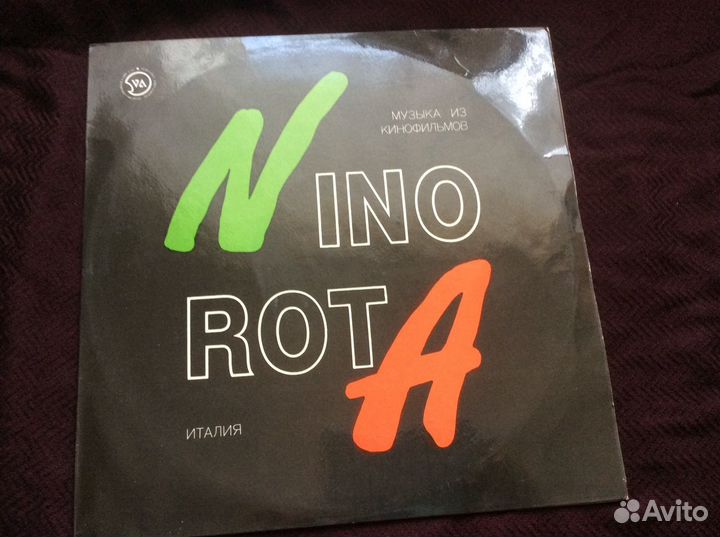 МУЗЫКА ИЗ
КИНОФИЛЬМОВ
NINO
ROTA
ИТАЛИЯ
Avito